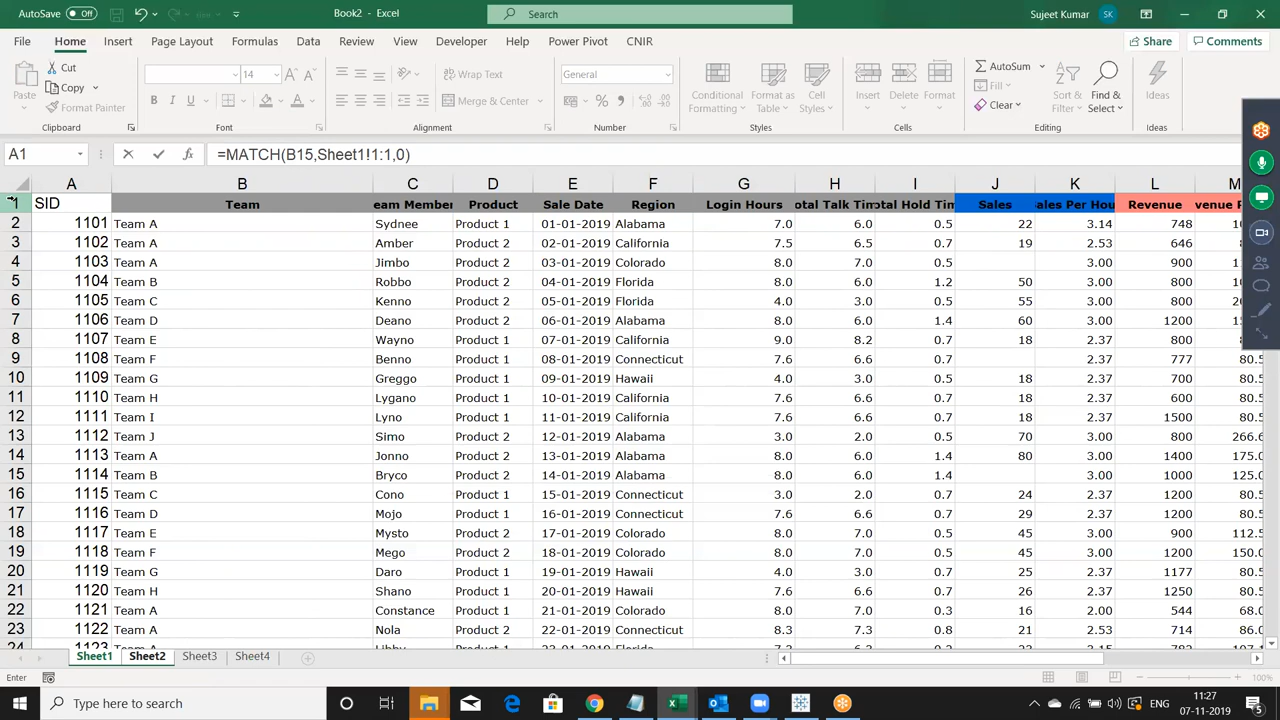 AutoSave Off Book2 - Excel Search Sujeet Kumar SK
File Home Insert Page Layout Formulas Data Review View Developer Help Power Pivot CNIR Share Comments
Paste Cut Copy Format Painter 14 Wrap Text Merge & Center General Conditional Formatting Format as Table Cell Styles Insert Delete Format AutoSum Fill Clear Sort & Filter Find & Select Ideas
Clipboard Font Alignment Number Styles Cells Editing Ideas
A1 =MATCH(B15,Sheet1!1:1,0)
A B C D E F G H I J K L M
1 SID Team eam Member Product Sale Date Region Login Hours otal Talk Tim otal Hold Tim Sales ales Per Hou Revenue venue P
2 1101 Team A Sydnee Product 1 01-01-2019 Alabama 7.0 6.0 0.5 22 3.14 748
3 1102 Team A Amber Product 1 02-01-2019 California 7.5 6.5 0.7 19 2.53 646
4 1103 Team A Jimbo Product 2 03-01-2019 Colorado 8.0 7.0 0.5 3.00 900
5 1104 Team B Robbo Product 2 04-01-2019 Florida 8.0 6.0 1.2 50 3.00 800
6 1105 Team C Kenno Product 2 05-01-2019 Florida 4.0 3.0 0.5 55 3.00 800
7 1106 Team D Deano Product 2 06-01-2019 Alabama 8.0 6.0 1.4 60 3.00 1200
8 1107 Team E Wayno Product 1 07-01-2019 California 9.0 8.2 0.7 18 2.37 800
9 1108 Team F Benno Product 1 08-01-2019 Connecticut 7.6 6.6 0.7 2.37 777 80.5
10 1109 Team G Greggo Product 1 09-01-2019 Hawaii 4.0 3.0 0.5 18 2.37 700 80.5
11 1110 Team H Lygano Product 1 10-01-2019 California 7.6 6.6 0.7 18 2.37 600 80.5
12 1111 Team I Lyno Product 1 11-01-2019 California 7.6 6.6 0.7 18 2.37 1500 80.5
13 1112 Team J Simo Product 2 12-01-2019 Alabama 3.0 2.0 0.5 70 3.00 800 266.6
14 1113 Team A Jonno Product 2 13-01-2019 Alabama 8.0 6.0 1.4 80 3.00 1400 175.0
15 1114 Team B Bryco Product 2 14-01-2019 Alabama 8.0 6.0 1.4 3.00 1000 125.0
16 1115 Team C Cono Product 1 15-01-2019 Connecticut 3.0 2.0 0.7 24 2.37 1200 80.5
17 1116 Team D Mojo Product 1 16-01-2019 Connecticut 7.6 6.6 0.7 29 2.37 1200 80.5
18 1117 Team E Mysto Product 2 17-01-2019 Colorado 8.0 7.0 0.5 45 3.00 900 112.5
19 1118 Team F Mego Product 2 18-01-2019 Colorado 8.0 7.0 0.5 45 3.00 1200 150.0
20 1119 Team G Daro Product 2 19-01-2019 Hawaii 4.0 3.0 0.7 25 2.37 1177 80.5
21 1120 Team H Shano Product 1 20-01-2019 Hawaii 7.6 6.6 0.7 26 2.37 1250 80.5
22 1121 Team A Constance Product 1 21-01-2019 Colorado 8.0 7.0 0.3 16 2.00 544 68.0
23 1122 Team A Nola Product 1 22-01-2019 Connecticut 8.3 7.3 0.8 21 2.53 714 86.0
24 1123 Team A Libby
Sheet1 Sheet2 Sheet3 Sheet4
Enter 100%
Type here to search ENG 11:27
07-11-2019